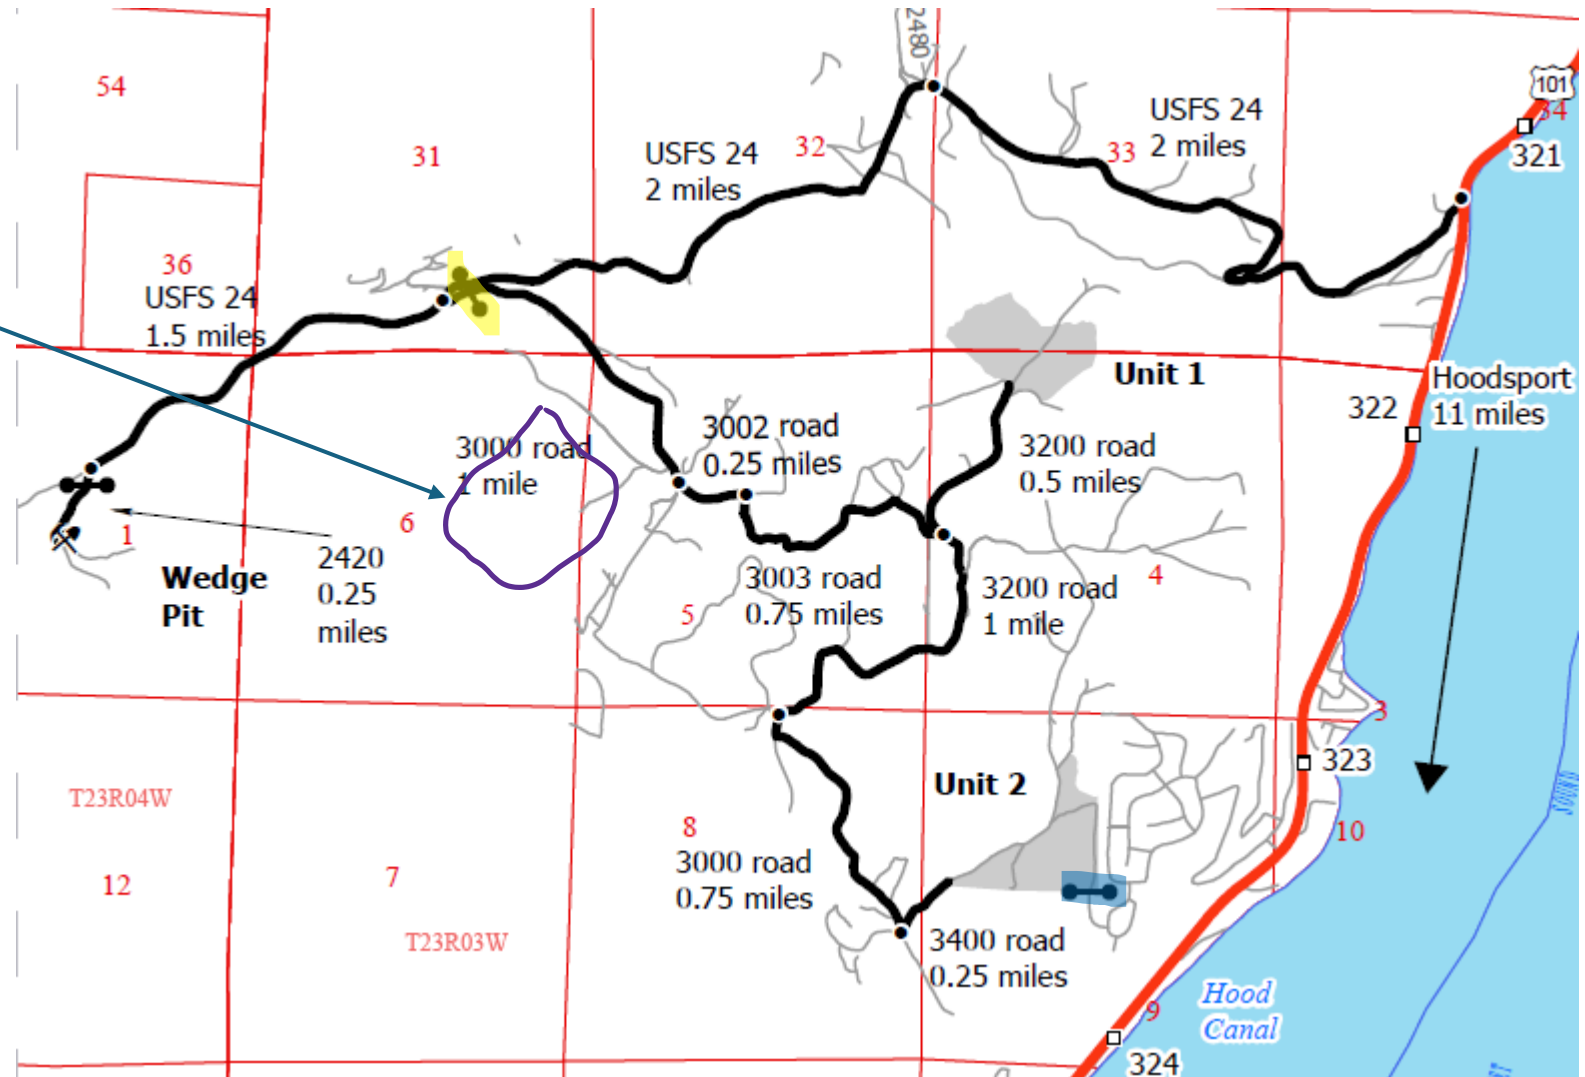 2480
101
54
34
USFS 24
2 miles
33
321
32
USFS 24
2 miles
31
36
USFS 24
1.5 miles
Unit 1
Hoodsport
11 miles
322
3002 road
0.25 miles
3000 road
1 mile
3200 road
0.5 miles
6
1
2420
0.25
miles
Wedge
Pit
3003 road
0.75 miles
5
3200 road
1 mile
4
3
323
Unit 2
SOUND
T23R04W
8
10
3000 road
0.75 miles
12
7
T23R03W
3400 road
0.25 miles
Hood
Canal
9
324